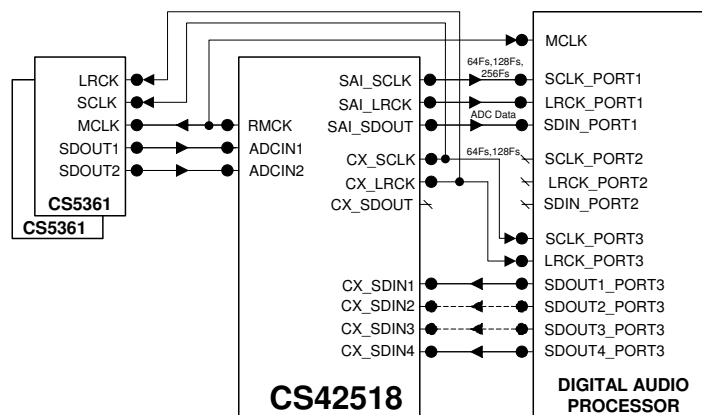 LRCK
SCLK
MCLK
SDOUT1
SDOUT2
CS5361
CS5361
RMCK
ADCIN1
ADCIN2
SAI_SCLK
SAI_LRCK
SAI_SDOUT
CX_SCLK
CX_LRCK
CX_SDOUT
CX_SDIN1
CX_SDIN2
CX_SDIN3
CX_SDIN4
CS42518
64Fs,128Fs,
256Fs
ADC Data
64Fs,128Fs
MCLK
SCLK_PORT1
LRCK_PORT1
SDIN_PORT1
SCLK_PORT2
LRCK_PORT2
SDIN_PORT2
SCLK_PORT3
LRCK_PORT3
SDOUT1_PORT3
SDOUT2_PORT3
SDOUT3_PORT3
SDOUT4_PORT3
DIGITAL AUDIO
PROCESSOR